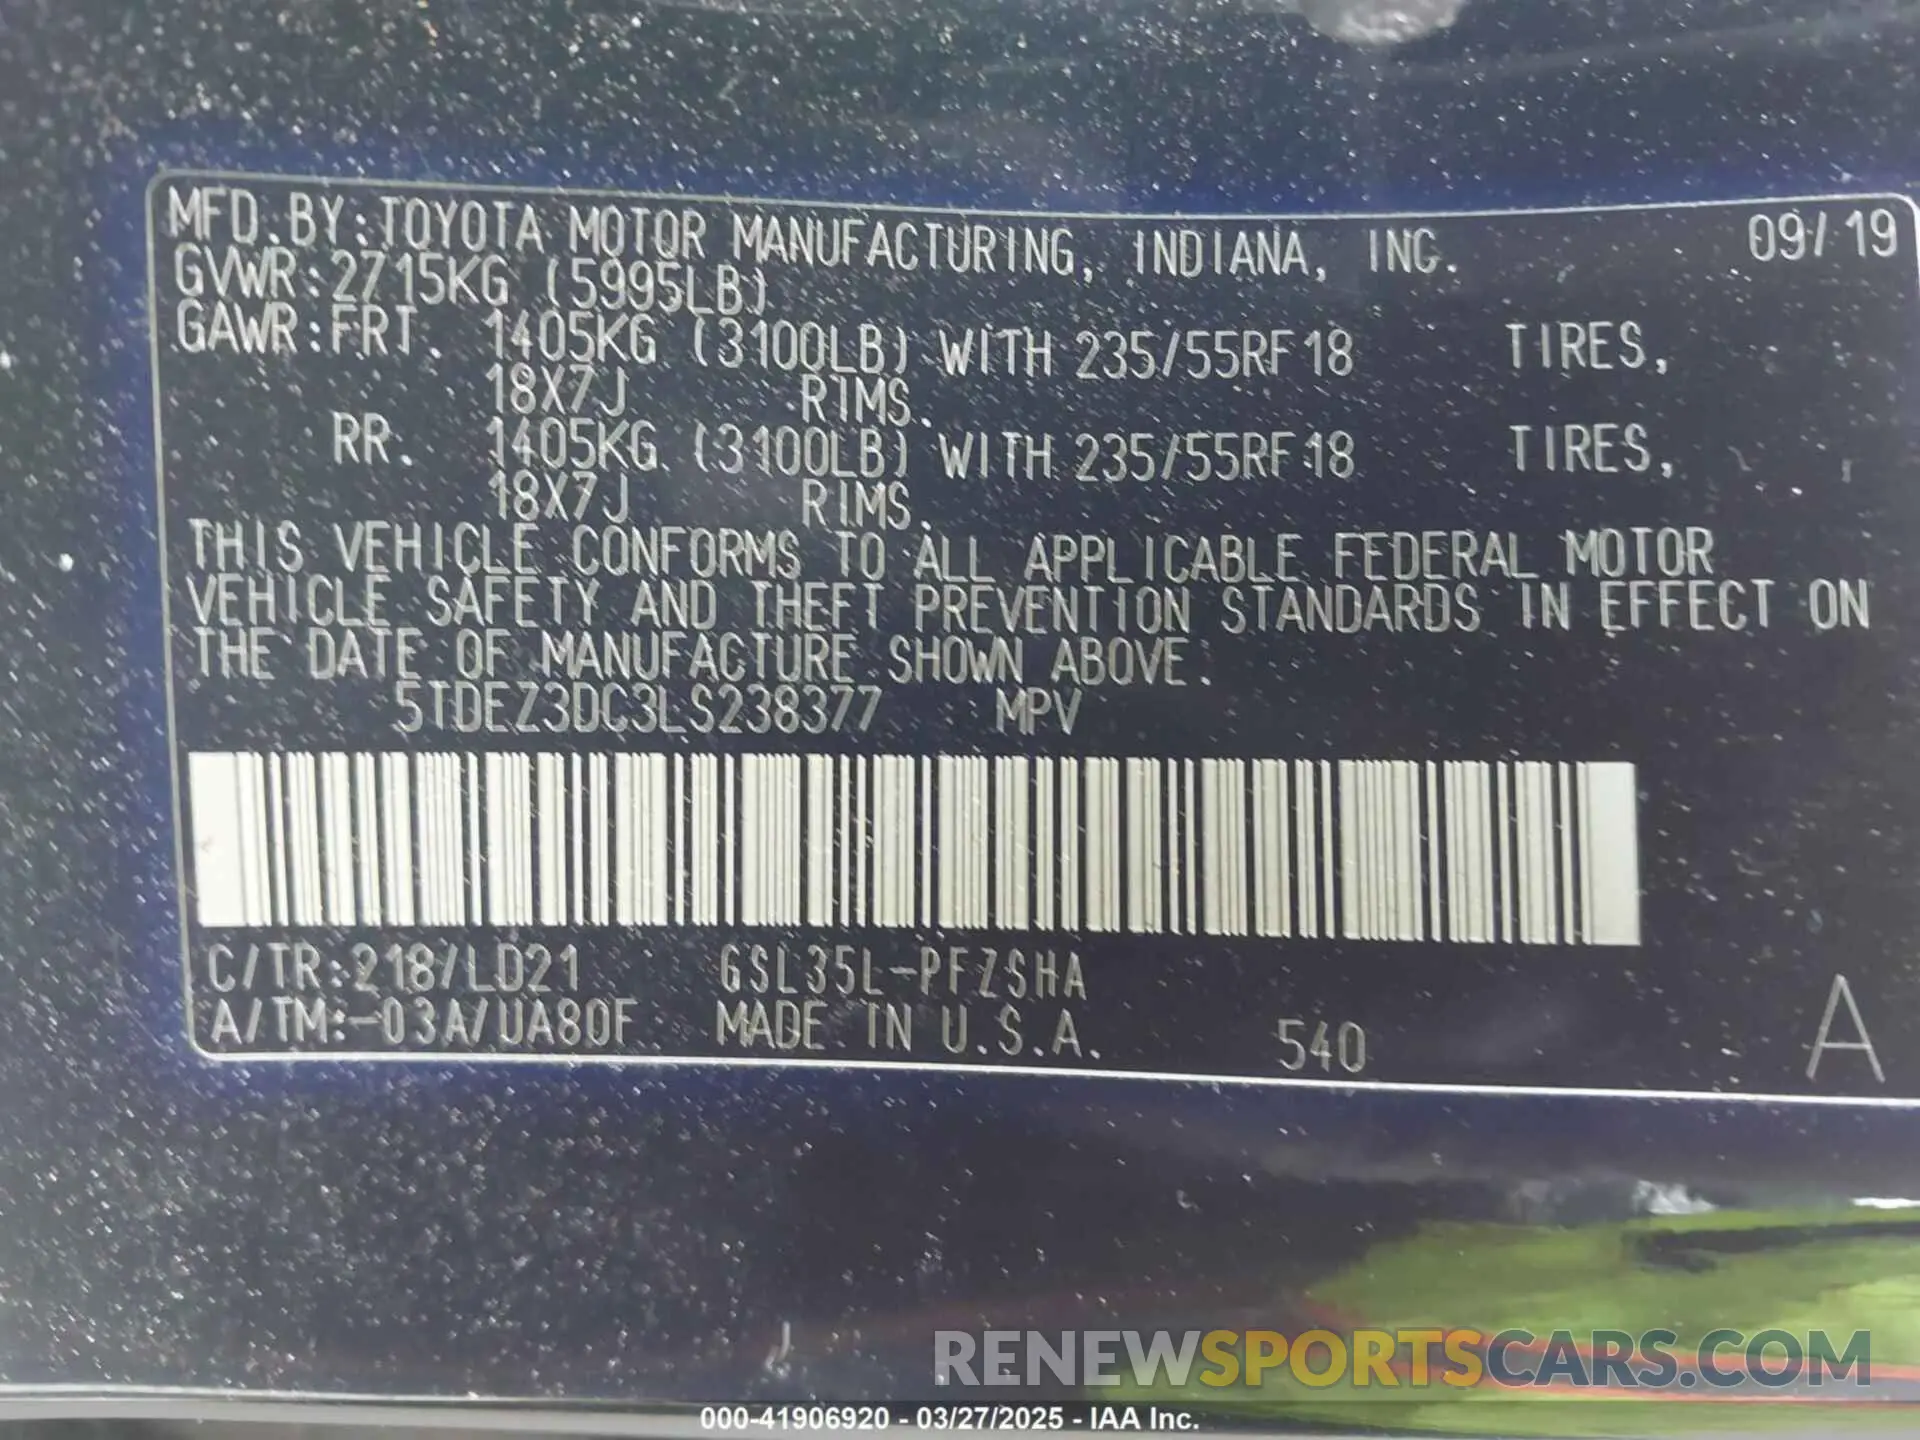 MFD. BY: TOYOTA MOTOR MANUFACTURING, INDIANA, INC. 09/19
GVWR: 2715KG (5995LB)
GAWR: FRT. 1405KG (3100LB) WITH 235/55RF18 TIRES,
18X7J RIMS.
RR. 1405KG (3100LB) WITH 235/55RF18 TIRES,
18X7J RIMS.
THIS VEHICLE CONFORMS TO ALL APPLICABLE FEDERAL MOTOR
VEHICLE SAFETY AND THEFT PREVENTION STANDARDS IN EFFECT ON
THE DATE OF MANUFACTURE SHOWN ABOVE.
5TDEZ3DC3LS238377 MPV
C/TR: 218/LD21 GSL35L-PFZSHA
A/TM: -03A/UA80F MADE IN U.S.A. 540 A
RENEWSPORTSCARS.COM
000-41906920 - 03/27/2025 - IAA Inc.